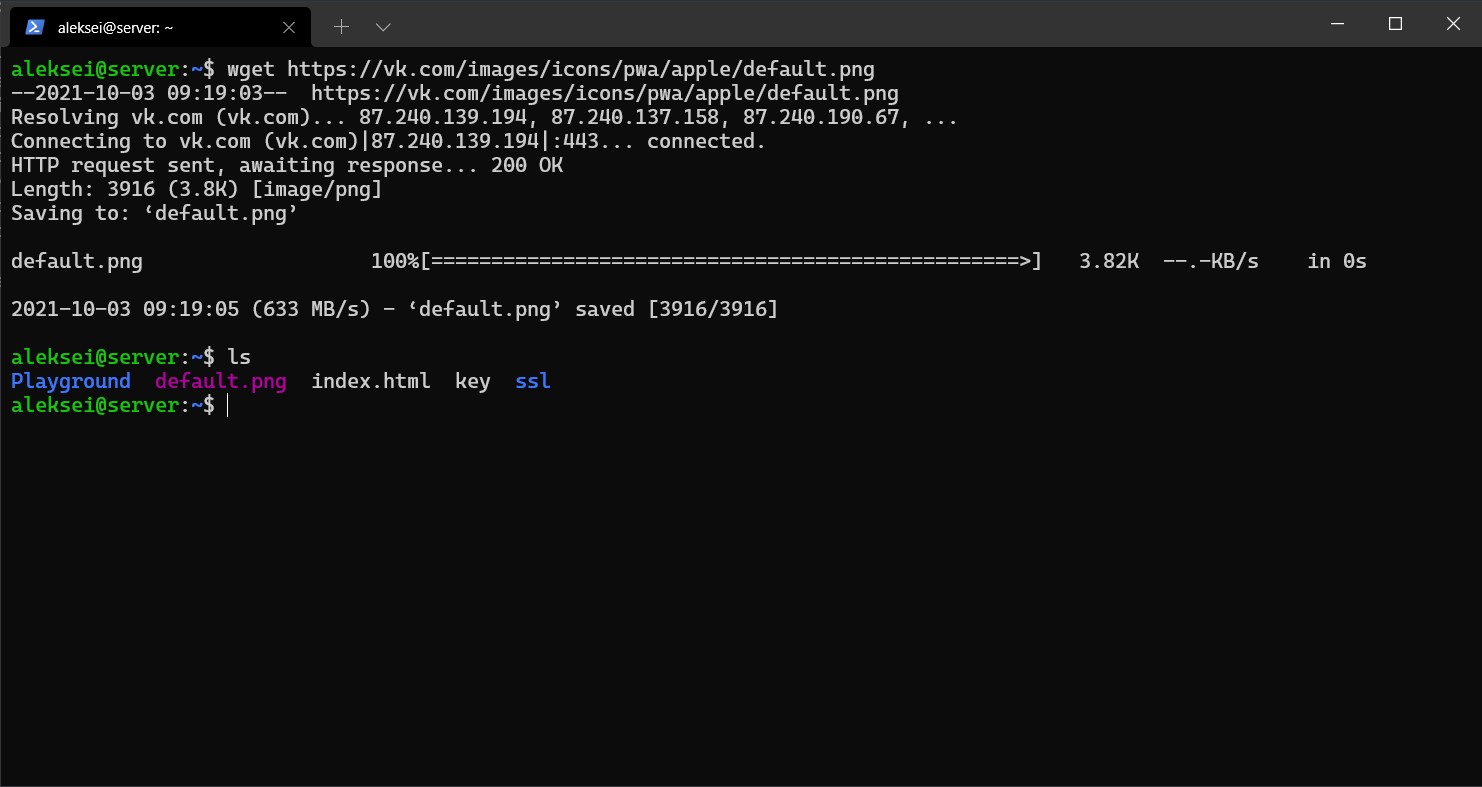 aleksei@server: ~
aleksei@server:~$ wget https://vk.com/images/icons/pwa/apple/default.png
--2021-10-03 09:19:03--  https://vk.com/images/icons/pwa/apple/default.png
Resolving vk.com (vk.com)... 87.240.139.194, 87.240.137.158, 87.240.190.67, ...
Connecting to vk.com (vk.com)|87.240.139.194|:443... connected.
HTTP request sent, awaiting response... 200 OK
Length: 3916 (3.8K) [image/png]
Saving to: ‘default.png’
default.png                   100%[=================================================>]   3.82K  --.-KB/s    in 0s
2021-10-03 09:19:05 (633 MB/s) - ‘default.png’ saved [3916/3916]
aleksei@server:~$ ls
Playground  default.png  index.html  key  ssl
aleksei@server:~$